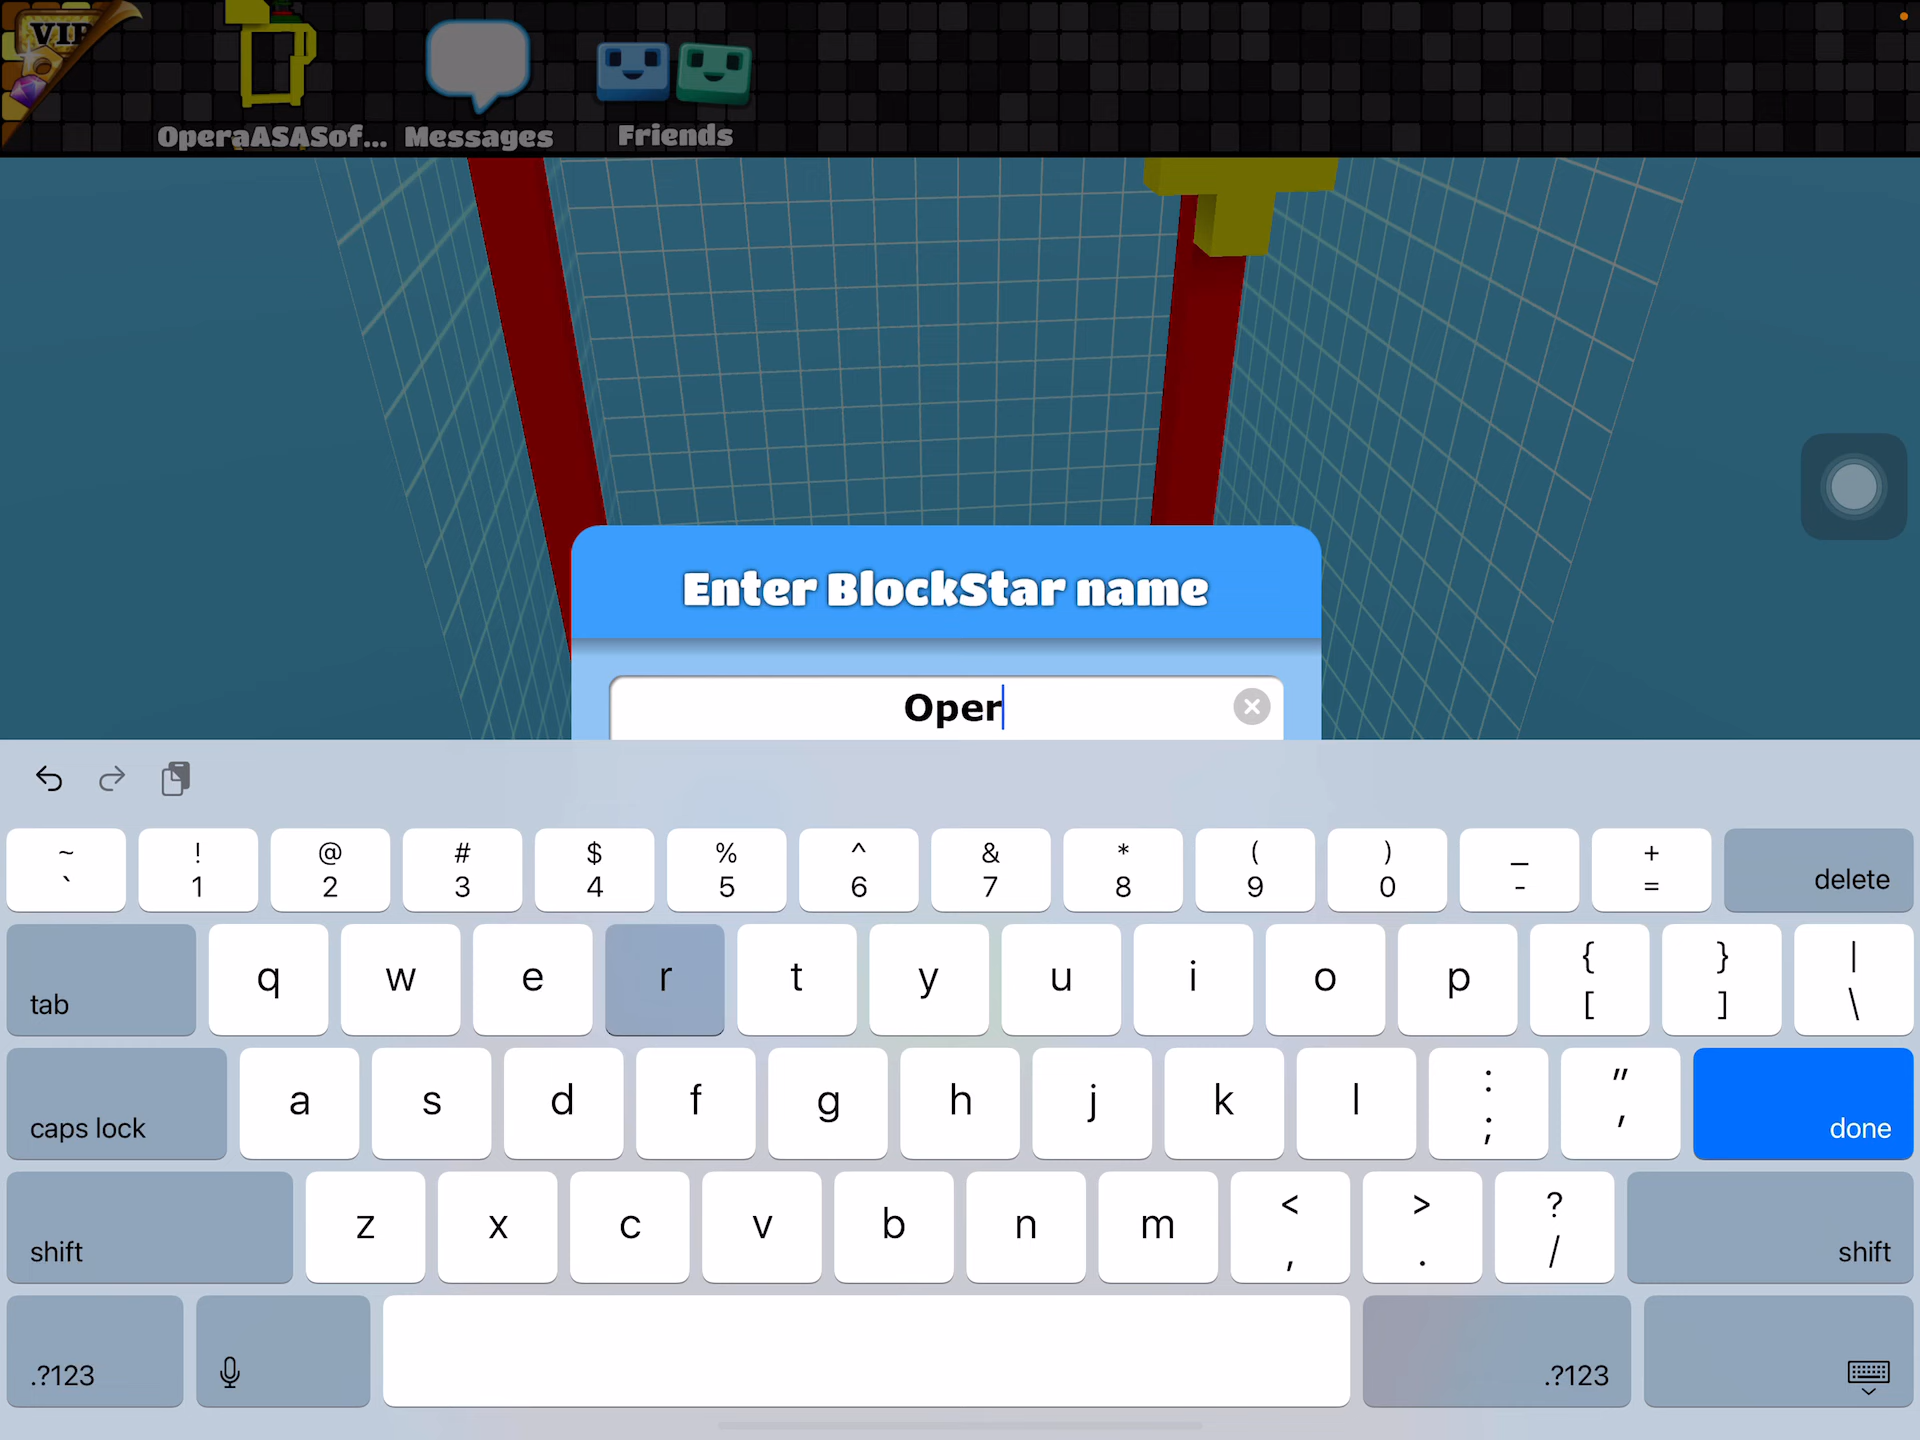 VIP
OperaASASof...
Messages
Friends
Enter BlockStar name
Oper
~ ! @ # $ % ^ & * ( ) _ +
` 1 2 3 4 5 6 7 8 9 0 - = delete
tab q w e r t y u i o p { [ } ] | \
caps lock a s d f g h j k l : ; " ' done
shift z x c v b n m < , > . ? / shift
.?123 .?123